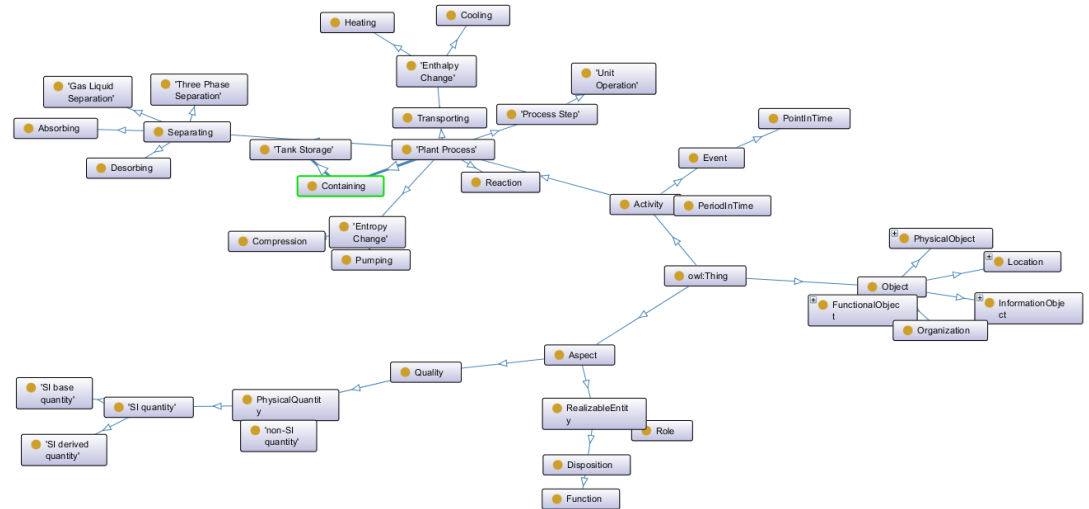 Heating
Cooling
'Enthalpy
Change'
'Unit
Operation'
'Gas Liquid
Separation'
'Three Phase
Separation'
Transporting
'Process Step'
PointInTime
Absorbing
Separating
'Tank Storage'
'Plant Process'
Event
Desorbing
Containing
Reaction
Activity
PeriodInTime
'Entropy
Change'
Compression
Pumping
PhysicalObject
Location
owl:Thing
Object
FunctionalObjec
t
InformationObje
ct
Organization
Aspect
Quality
'SI base
quantity'
'SI quantity'
PhysicalQuantit
y
RealizableEntit
y
'non-SI
quantity'
Role
'SI derived
quantity'
Disposition
Function